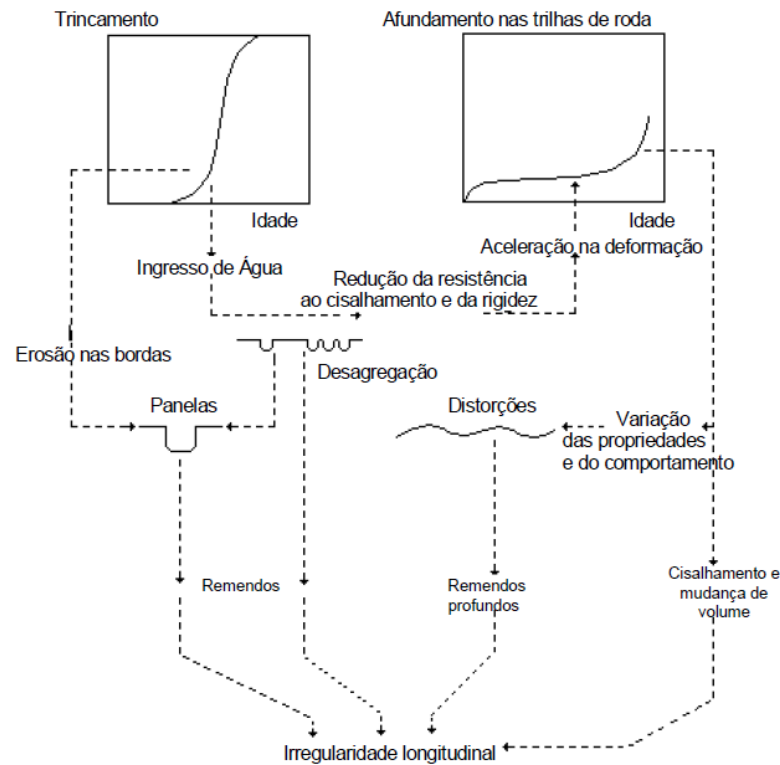 Trincamento
Afundamento nas trilhas de roda
Idade
Idade
Ingresso de Água
Aceleração na deformação
Redução da resistência
ao cisalhamento e da rigidez
Erosão nas bordas
Desagregação
Panelas
Distorções
Variação
das propriedades
e do comportamento
Remendos
Remendos
profundos
Cisalhamento e
mudança de
volume
Irregularidade longitudinal